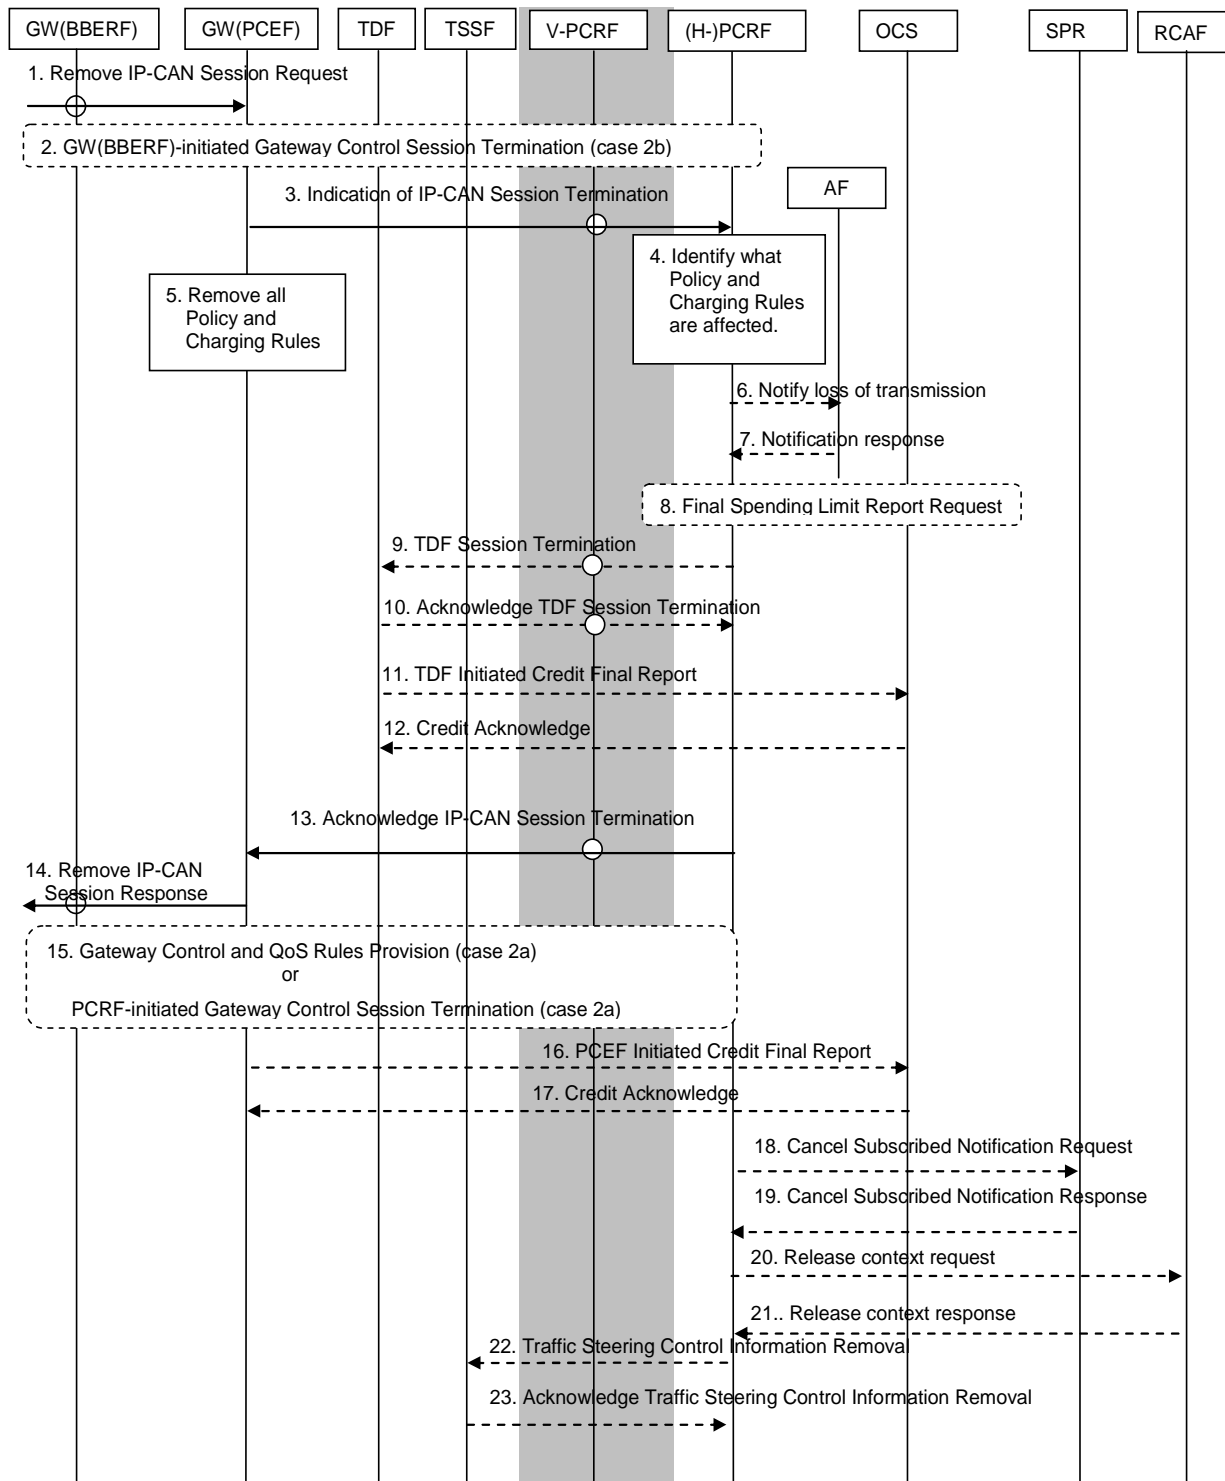 GW(BBERF)
GW(PCEF)
TDF
TSSF
V-PCRF
(H-)PCRF
OCS
SPR
RCAF
1. Remove IP-CAN Session Request
2. GW(BBERF)-initiated Gateway Control Session Termination (case 2b)
AF
3. Indication of IP-CAN Session Termination
4. Identify what
Policy and
Charging Rules
are affected.
5. Remove all
Policy and
Charging Rules
6. Notify loss of transmission
7. Notification response
8. Final Spending Limit Report Request
9. TDF Session Termination
10. Acknowledge TDF Session Termination
11. TDF Initiated Credit Final Report
12. Credit Acknowledge
13. Acknowledge IP-CAN Session Termination
14. Remove IP-CAN
Session Response
15. Gateway Control and QoS Rules Provision (case 2a)
or
PCRF-initiated Gateway Control Session Termination (case 2a)
16. PCEF Initiated Credit Final Report
17. Credit Acknowledge
18. Cancel Subscribed Notification Request
19. Cancel Subscribed Notification Response
20. Release context request
21.. Release context response
22. Traffic Steering Control Information Removal
23. Acknowledge Traffic Steering Control Information Removal